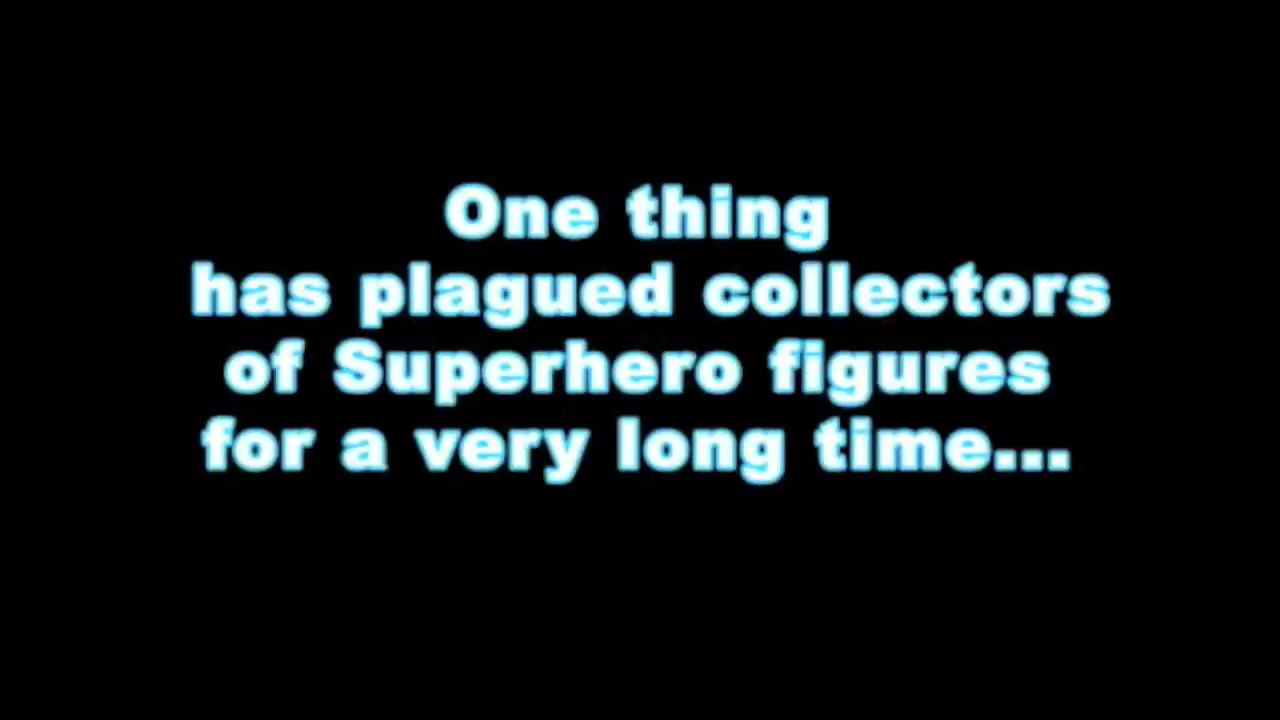 One thing
has plagued collectors
of Superhero figures
for a very long time...